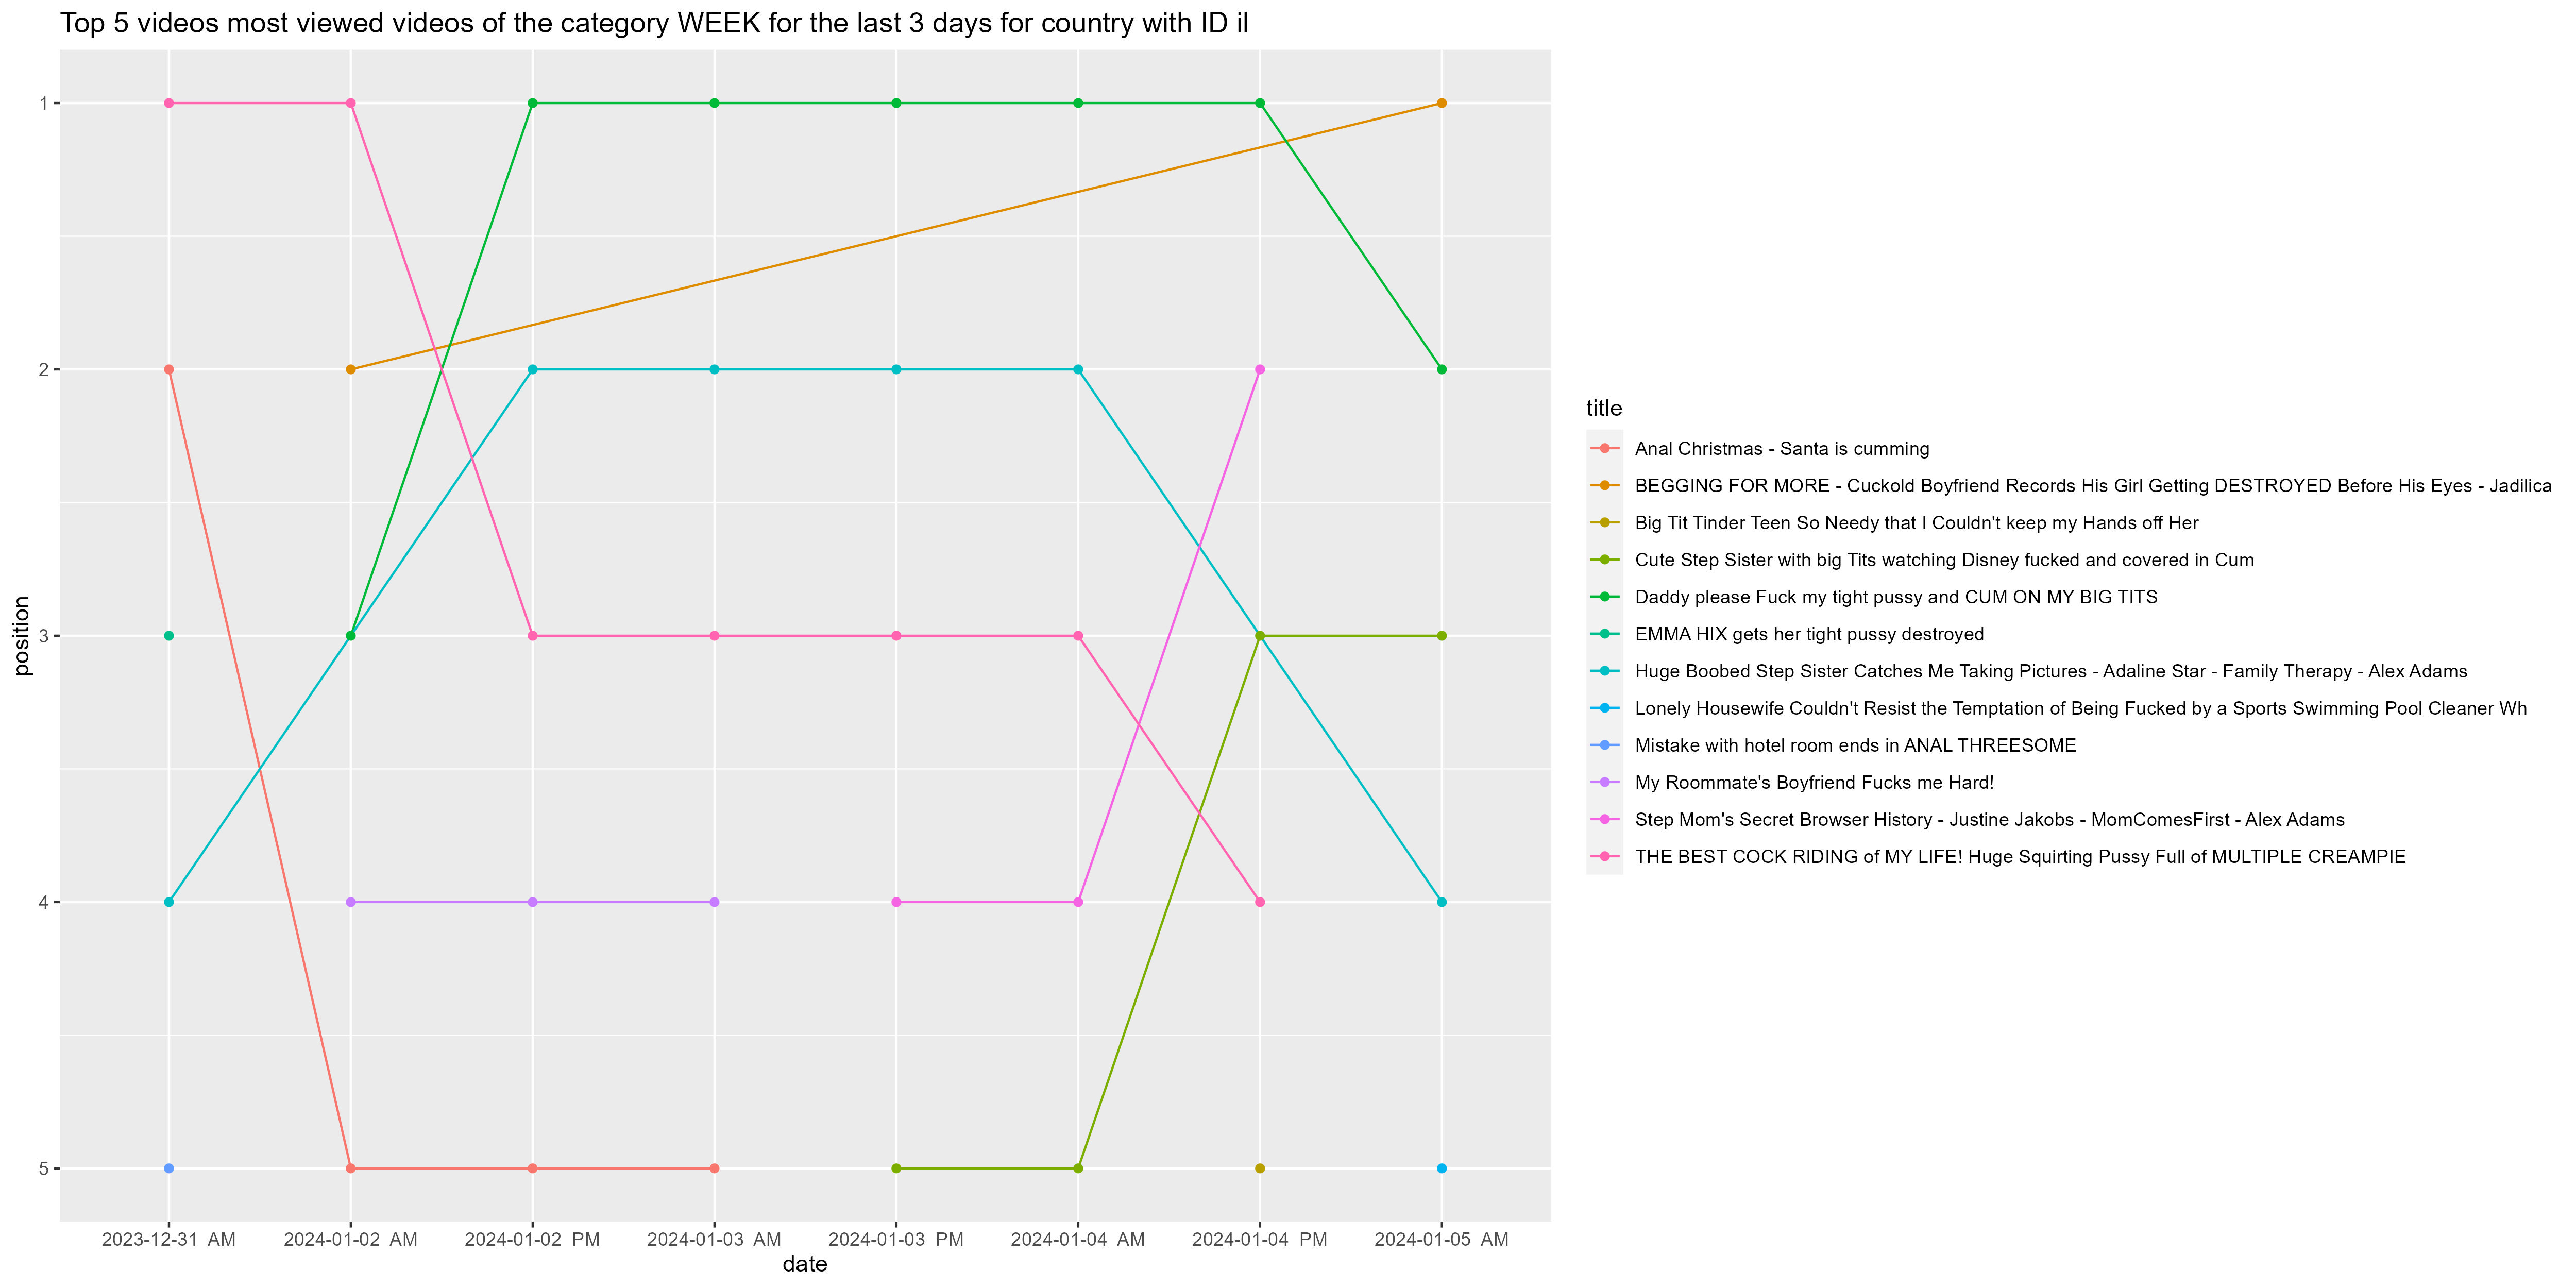 Top 5 videos most viewed videos of the category WEEK for the last 3 days for country with ID il
position
1
2
3
4
5
2023-12-31 AM
2024-01-02 AM
2024-01-02 PM
2024-01-03 AM
2024-01-03 PM
2024-01-04 AM
2024-01-04 PM
2024-01-05 AM
date
title
Anal Christmas - Santa is cumming
BEGGING FOR MORE - Cuckold Boyfriend Records His Girl Getting DESTROYED Before His Eyes - Jadilica
Big Tit Tinder Teen So Needy that I Couldn't keep my Hands off Her
Cute Step Sister with big Tits watching Disney fucked and covered in Cum
Daddy please Fuck my tight pussy and CUM ON MY BIG TITS
EMMA HIX gets her tight pussy destroyed
Huge Boobed Step Sister Catches Me Taking Pictures - Adaline Star - Family Therapy - Alex Adams
Lonely Housewife Couldn't Resist the Temptation of Being Fucked by a Sports Swimming Pool Cleaner Wh
Mistake with hotel room ends in ANAL THREESOME
My Roommate's Boyfriend Fucks me Hard!
Step Mom's Secret Browser History - Justine Jakobs - MomComesFirst - Alex Adams
THE BEST COCK RIDING of MY LIFE! Huge Squirting Pussy Full of MULTIPLE CREAMPIE